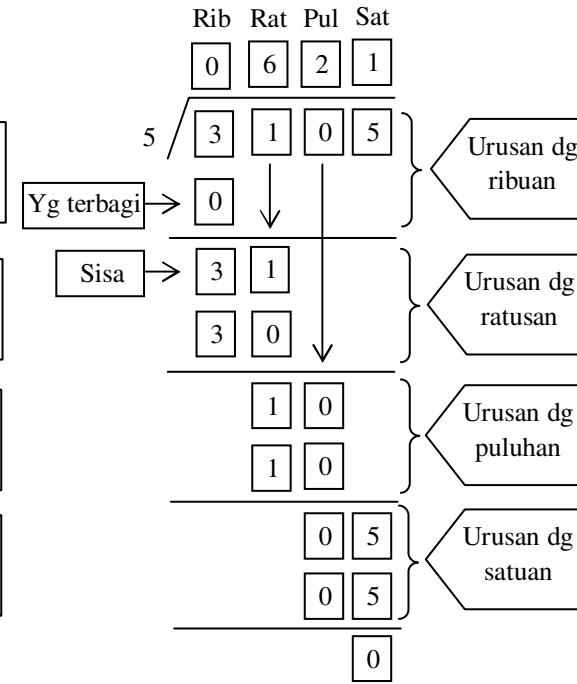 Rib Rat Pul Sat
0 6 2 1
5 3 1 0 5
Urusan dg
ribuan
Yg terbagi 0
Sisa 3 1
Urusan dg
ratusan
3 0
1 0
Urusan dg
puluhan
1 0
0 5
Urusan dg
satuan
0 5
0